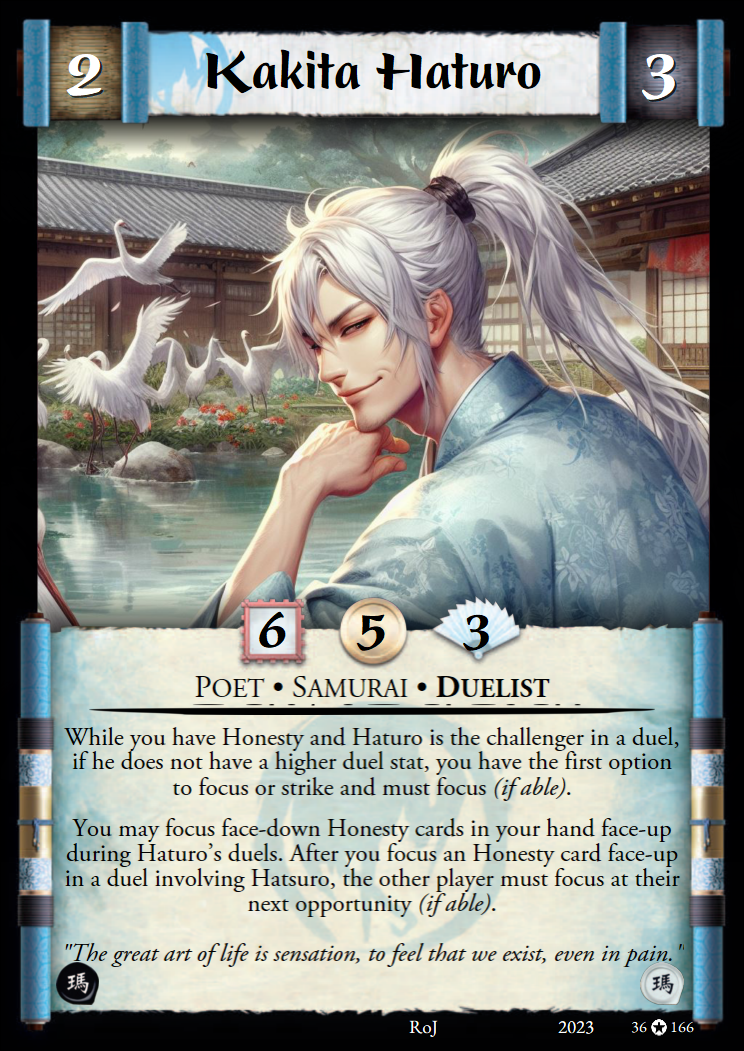 2
Kakita Haturo
3
6
5
3
Poet • Samurai • Duelist
While you have Honesty and Haturo is the challenger in a duel,
if he does not have a higher duel stat, you have the first option
to focus or strike and must focus (if able).
You may focus face-down Honesty cards in your hand face-up
during Haturo's duels. After you focus an Honesty card face-up
in a duel involving Hatsuro, the other player must focus at their
next opportunity (if able).
"The great art of life is sensation, to feel that we exist, even in pain."
瑪
瑪
RoJ
2023
36 ✪ 166